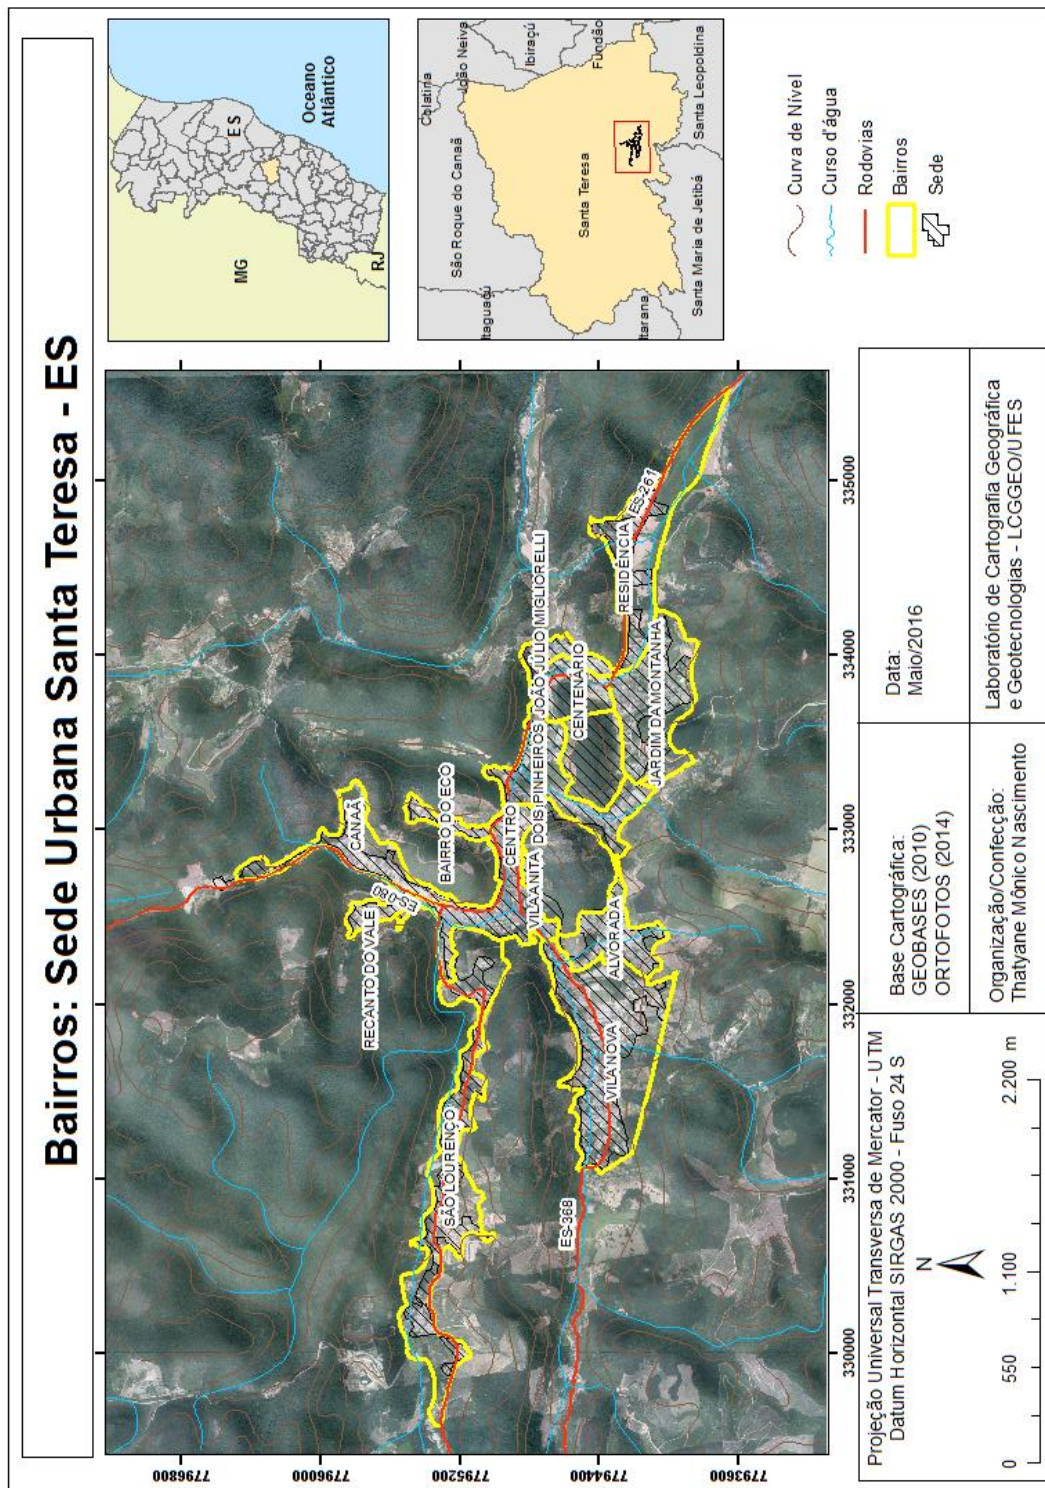 Bairros: Sede Urbana Santa Teresa - ES
7796800
7796000
7795200
7794400
7793600
330000
331000
332000
333000
334000
335000
CANAÃ
ES-080
RECANTO DO VALE
BAIRRO DO ECO
SÃO LOURENÇO
CENTRO
VILA ANITA
DOIS PINHEIROS
JOÃO JÚLIO MIGLIORELLI
CENTENÁRIO
RESIDÊNCIA
ES-261
JARDIM DA MONTANHA
ALVORADA
VILA NOVA
ES-368
MG
ES
RJ
Oceano
Atlântico
Colatina
João Neiva
Ibiraçú
Fundão
São Roque do Canaã
Itaguaçú
Santa Teresa
Itarana
Santa Maria de Jetibá
Santa Leopoldina
Curva de Nível
Curso d'água
Rodovias
Bairros
Sede
Projeção Universal Transversa de Mercator - UTM
Datum Horizontal SIRGAS 2000 - Fuso 24 S
N
0 550 1.100 2.200 m
Base Cartográfica:
GEOBASES (2010)
ORTOFOTOS (2014)
Data:
Maio/2016
Organização/Confecção:
Thatyane Mônico Nascimento
Laboratório de Cartografia Geográfica
e Geotecnologias - LCGGEO/UFES